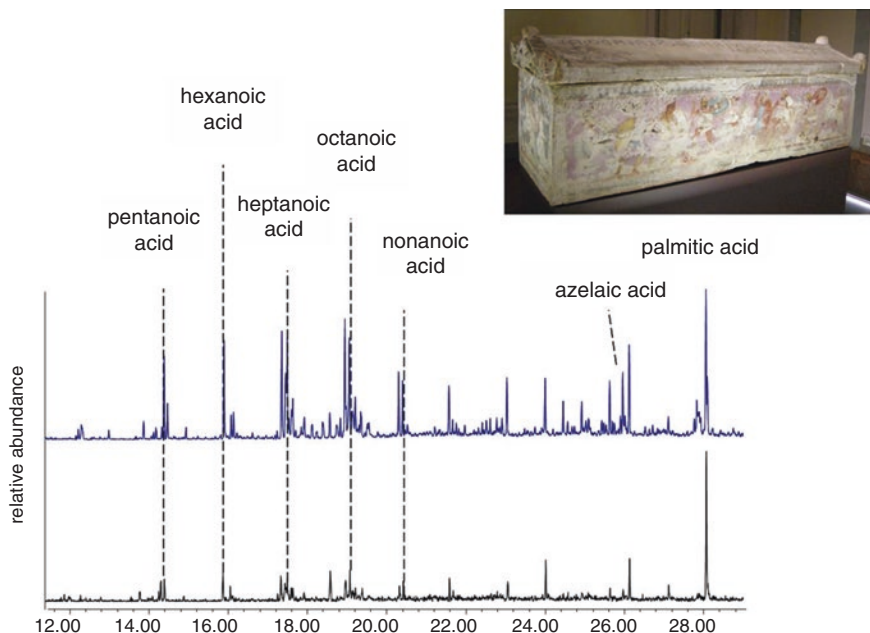 hexanoic
acid
octanoic
acid
pentanoic
acid
heptanoic
acid
nonanoic
acid
palmitic acid
azelaic acid
relative abundance
12.00 14.00 16.00 18.00 20.00 22.00 24.00 26.00 28.00